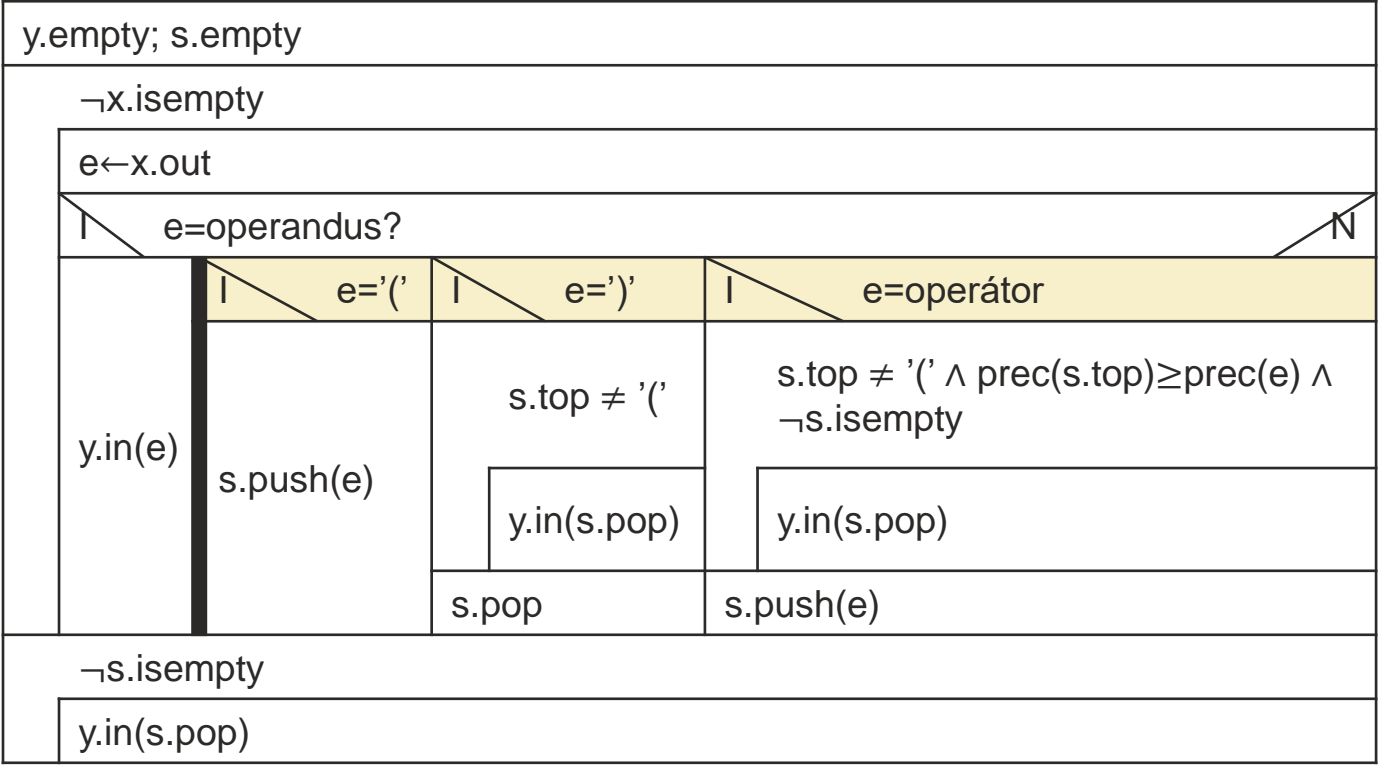 y.empty; s.empty
¬x.isempty
e←x.out
I e=operandus? N
I e=’(‘
I e=’)’
I e=operátor
y.in(e)
s.push(e)
s.top ≠ ’(‘
y.in(s.pop)
s.pop
s.top ≠ ’(‘ ∧ prec(s.top)≥prec(e) ∧
¬s.isempty
y.in(s.pop)
s.push(e)
¬s.isempty
y.in(s.pop)